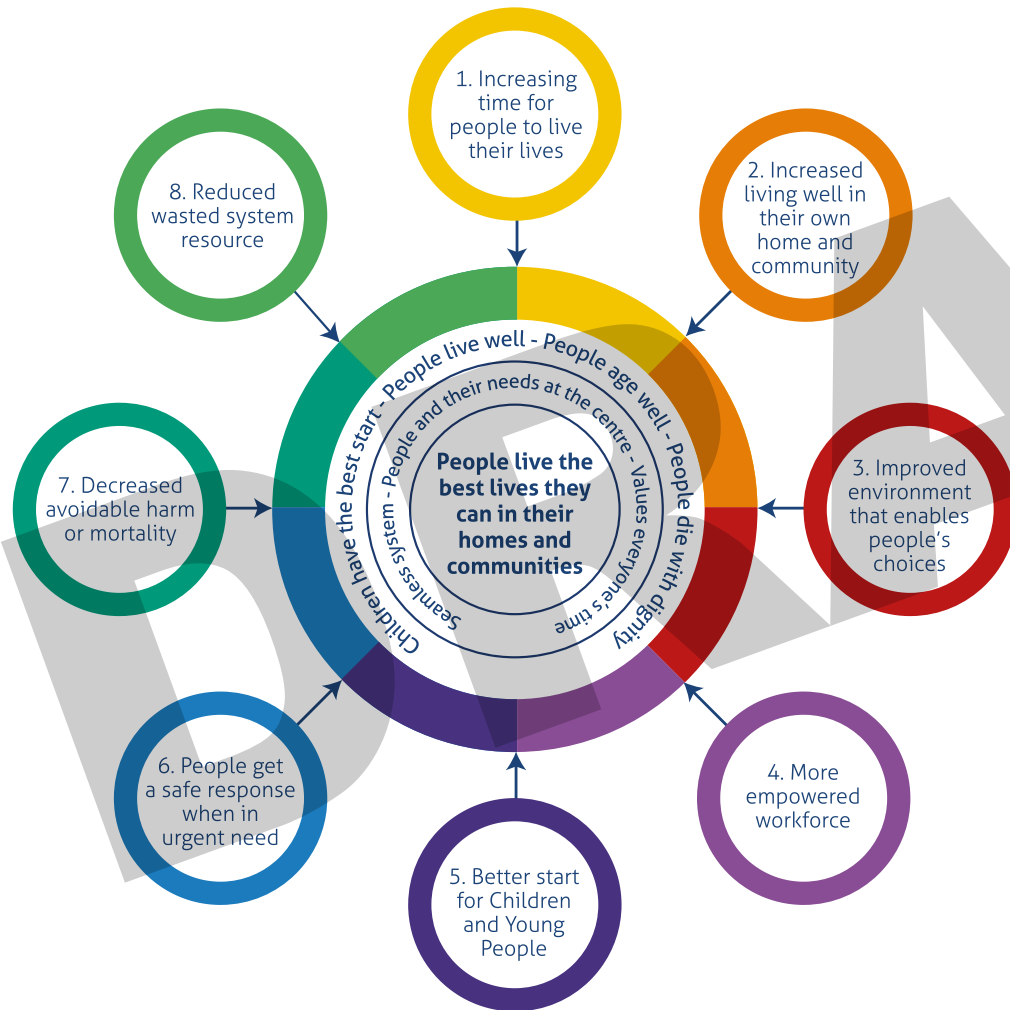 1. Increasing
time for
people to live
their lives
2. Increased
living well in
their own
home and
community
3. Improved
environment
that enables
people's
choices
4. More
empowered
workforce
5. Better start
for Children
and Young
People
6. People get
a safe response
when in
urgent need
7. Decreased
avoidable harm
or mortality
8. Reduced
wasted system
resource
Children have the best start - People live well - People age well - People die with dignity
Seamless system - People and their needs at the centre - Values everyone's time
People live the
best lives they
can in their
homes and
communities
DRA